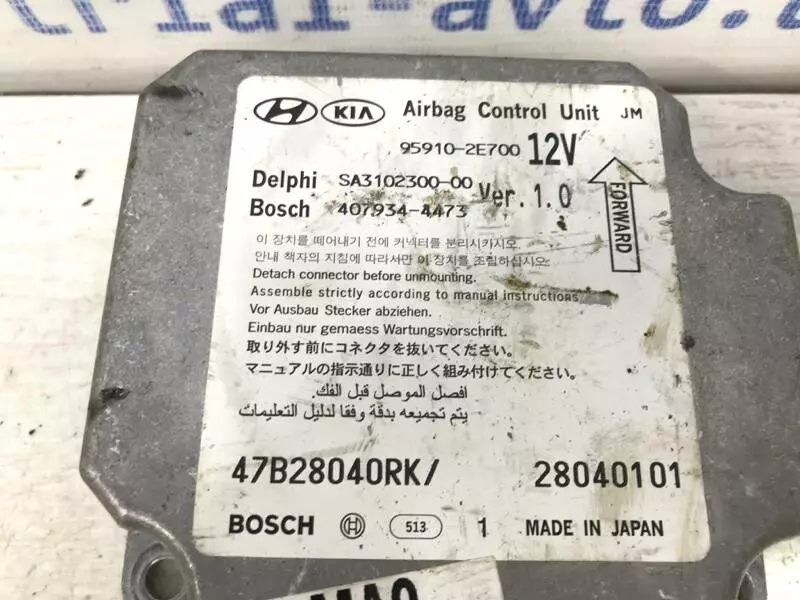 trial-avto.
HYUNDAI KIA Airbag Control Unit JM
95910-2E700 12V
Delphi SA3102300-00 Ver.1.0
Bosch 407934-4473
FORWARD
이 장치를 떼어내기 전에 커넥터를 분리시카시오.
안내 책자의 지침에 따라서만 이 장치를 조립하십시오.
Detach connector before unmounting.
Assemble strictly according to manual instructions
Vor Ausbau Stecker abziehen.
Einbau nur gemaess Wartungsvorschrift.
取り外す前にコネクタを抜いてください。
マニュアルの指示通りに正しく組み付けてください。
افصل الموصل قبل الفك.
يتم تجميعه بدقة وفقا لدليل التعليمات
47B28040RK/ 28040101
BOSCH 513 1 MADE IN JAPAN